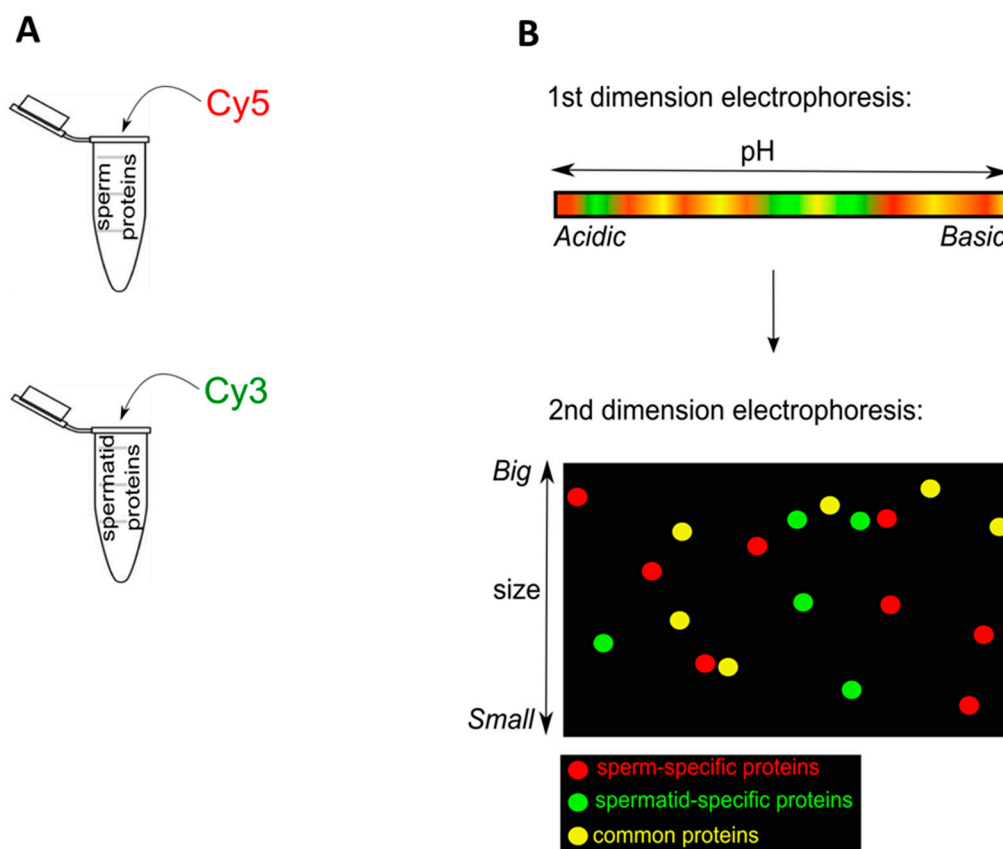 A
Cy5
sperm
proteins
Cy3
spermatid
proteins
B
1st dimension electrophoresis:
pH
Acidic
Basic
2nd dimension electrophoresis:
Big
size
Small
sperm-specific proteins
spermatid-specific proteins
common proteins